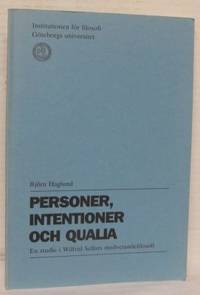 Institutionen för filosofi
Göteborgs universitet
Björn Haglund
PERSONER,
INTENTIONER
OCH QUALIA
En studie i Wilfrid Sellars medvetandefilosofi